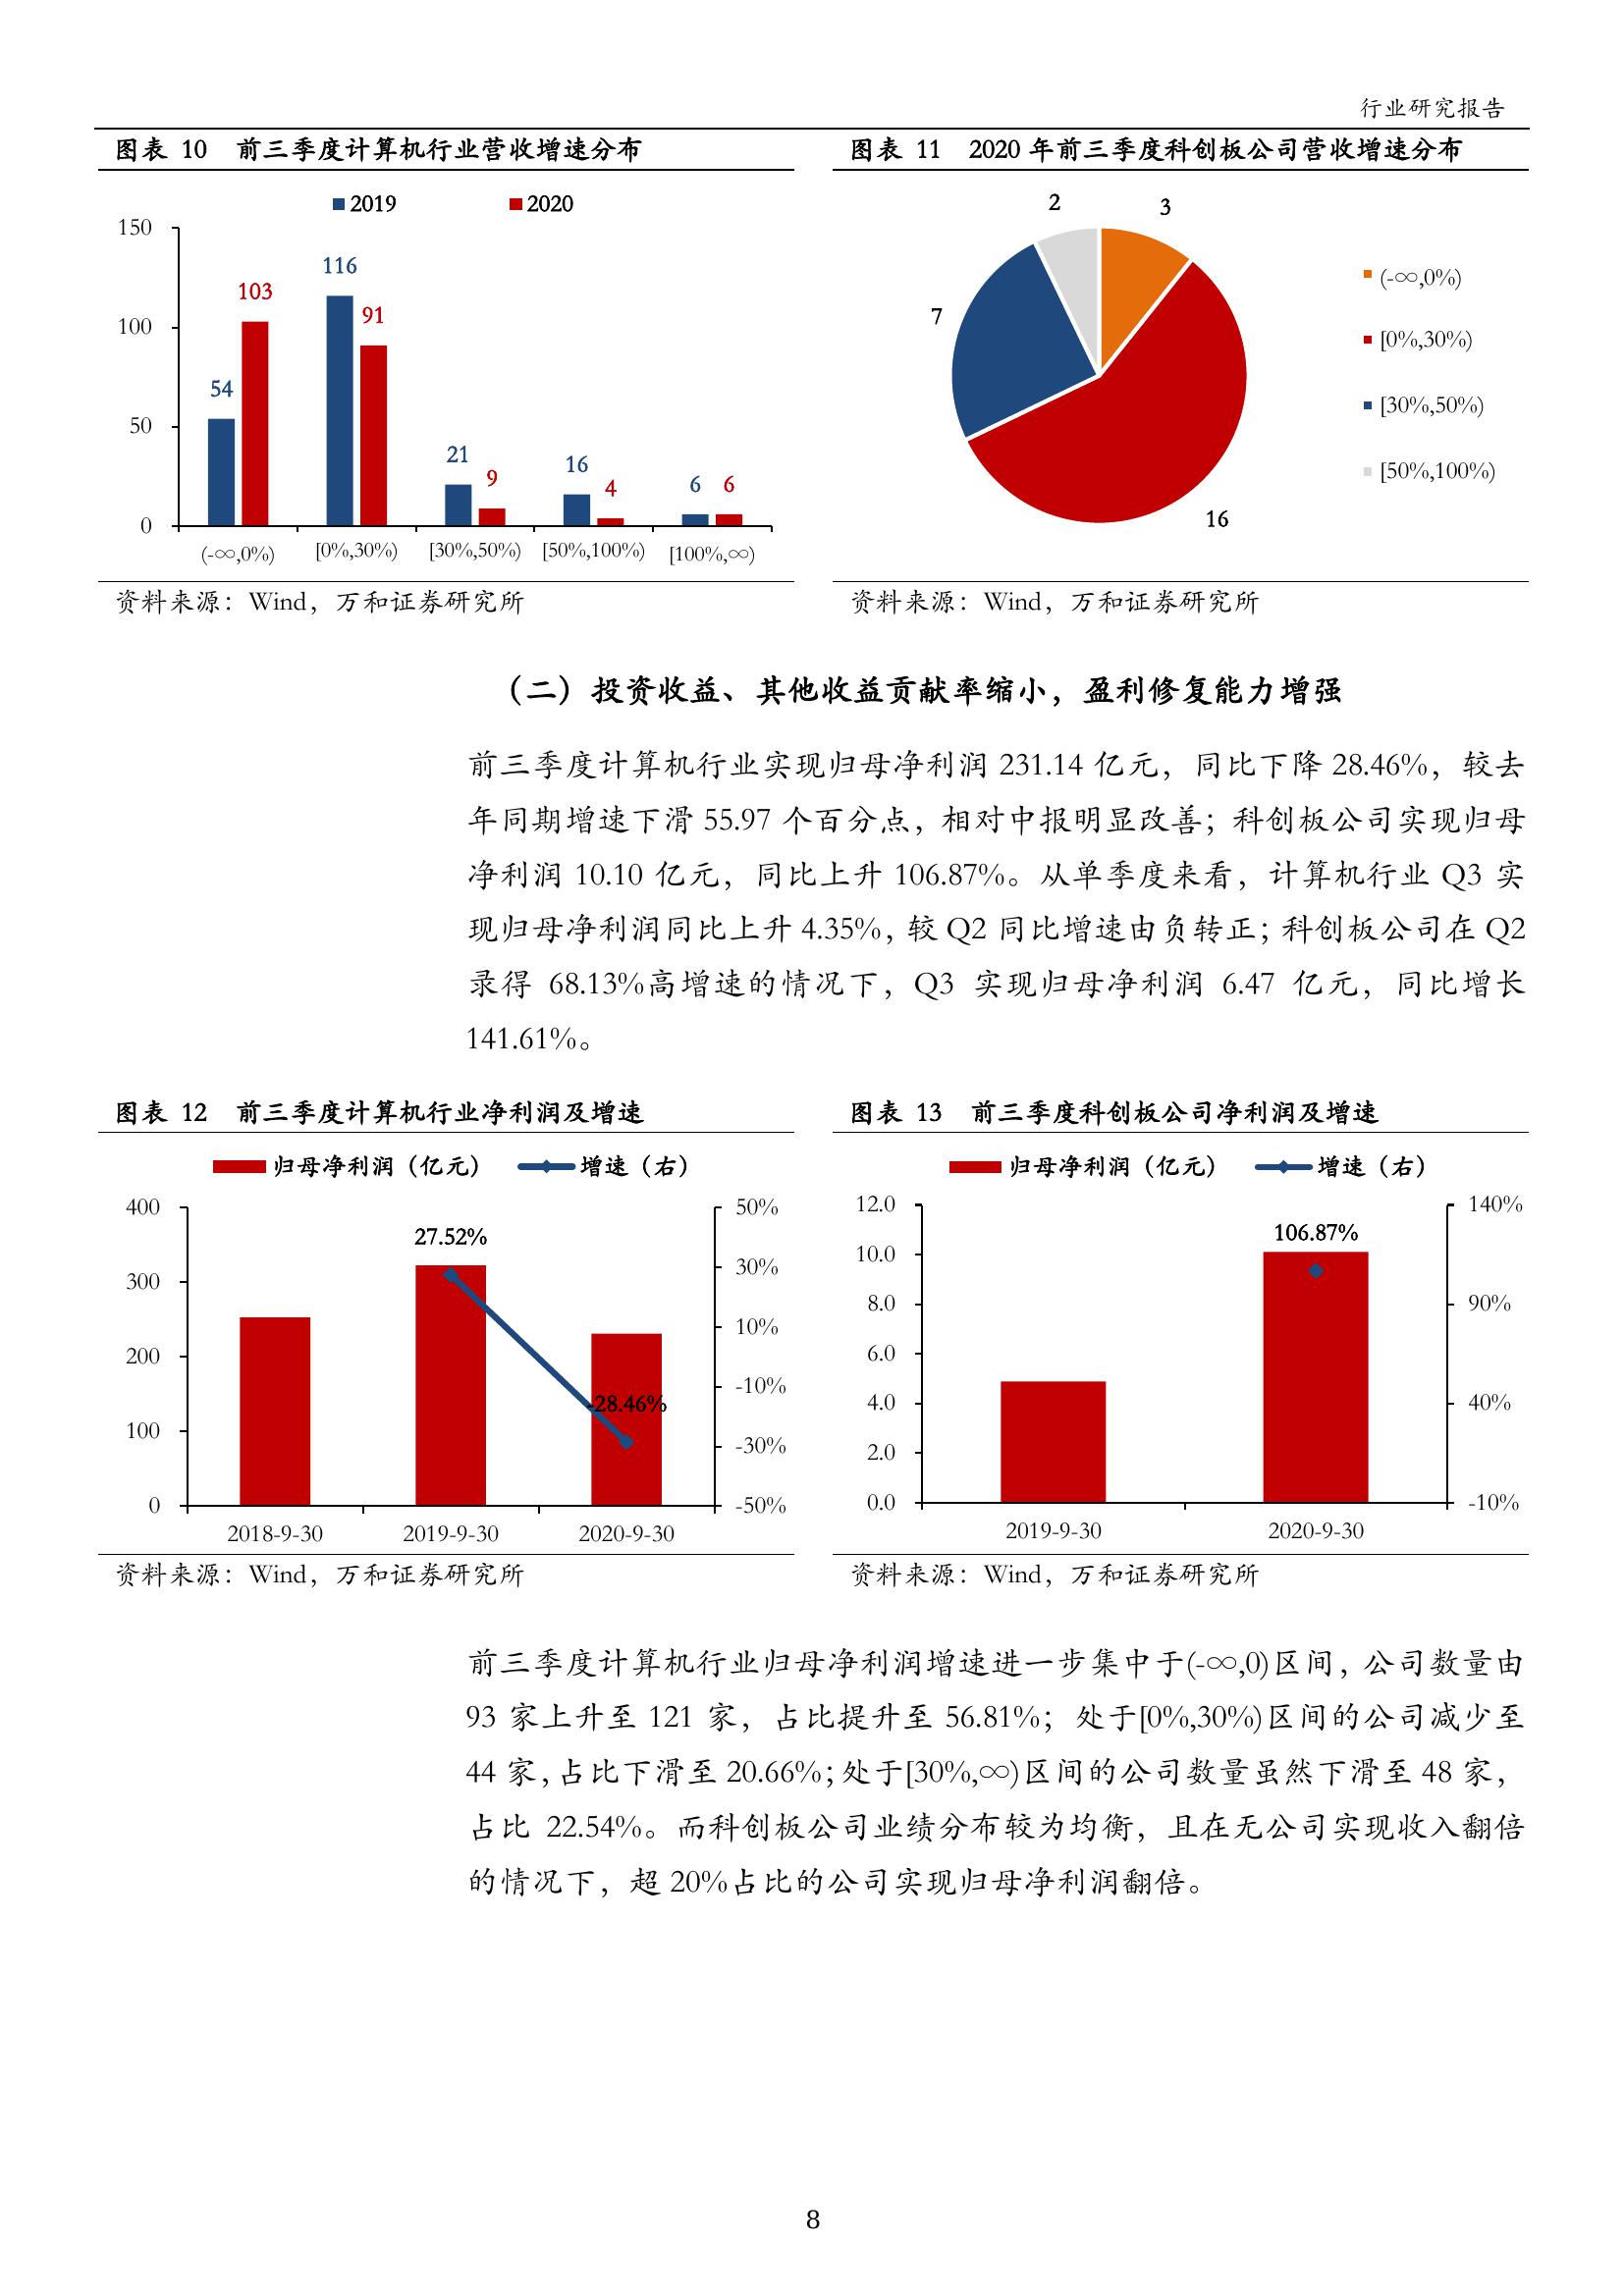 行业研究报告
图表 10 前三季度计算机行业营收增速分布
2019 2020
150
100
50
0
54
103
116
91
21
9
16
4
6
6
(-∞,0%) [0%,30%) [30%,50%) [50%,100%) [100%,∞)
资料来源：Wind，万和证券研究所
图表 11 2020 年前三季度科创板公司营收增速分布
2
3
7
16
(-∞,0%)
[0%,30%)
[30%,50%)
[50%,100%)
资料来源：Wind，万和证券研究所
（二）投资收益、其他收益贡献率缩小，盈利修复能力增强
前三季度计算机行业实现归母净利润 231.14 亿元，同比下降 28.46%，较去
年同期增速下滑 55.97 个百分点，相对中报明显改善；科创板公司实现归母
净利润 10.10 亿元，同比上升 106.87%。从单季度来看，计算机行业 Q3 实
现归母净利润同比上升 4.35%，较 Q2 同比增速由负转正；科创板公司在 Q2
录得 68.13%高增速的情况下，Q3 实现归母净利润 6.47 亿元，同比增长
141.61%。
图表 12 前三季度计算机行业净利润及增速
归母净利润（亿元） 增速（右）
400
300
200
100
0
27.52%
-28.46%
50%
30%
10%
-10%
-30%
-50%
2018-9-30 2019-9-30 2020-9-30
资料来源：Wind，万和证券研究所
图表 13 前三季度科创板公司净利润及增速
归母净利润（亿元） 增速（右）
12.0
10.0
8.0
6.0
4.0
2.0
0.0
106.87%
140%
90%
40%
-10%
2019-9-30 2020-9-30
资料来源：Wind，万和证券研究所
前三季度计算机行业归母净利润增速进一步集中于(-∞,0)区间，公司数量由
93 家上升至 121 家，占比提升至 56.81%；处于[0%,30%)区间的公司减少至
44 家，占比下滑至 20.66%；处于[30%,∞)区间的公司数量虽然下滑至 48 家，
占比 22.54%。而科创板公司业绩分布较为均衡，且在无公司实现收入翻倍
的情况下，超 20%占比的公司实现归母净利润翻倍。
8